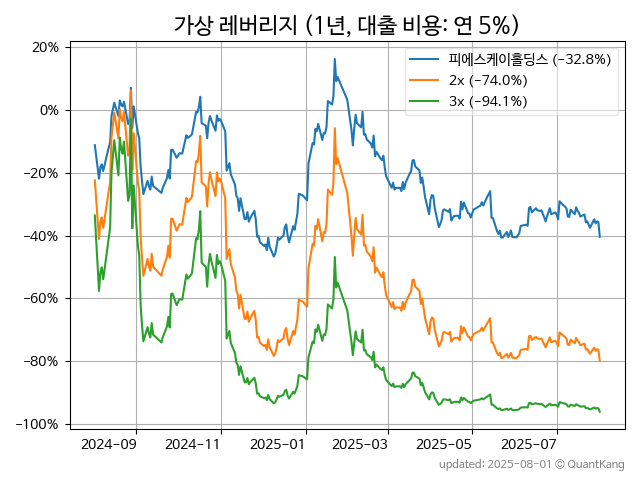 가상 레버리지 (1년, 대출 비용: 연 5%)
피에스케이홀딩스 (−32.8%)
2x (−74.0%)
3x (−94.1%)
20%
0%
−20%
−40%
−60%
−80%
−100%
2024-09 2024-11 2025-01 2025-03 2025-05 2025-07
updated: 2025-08-01 © QuantKang